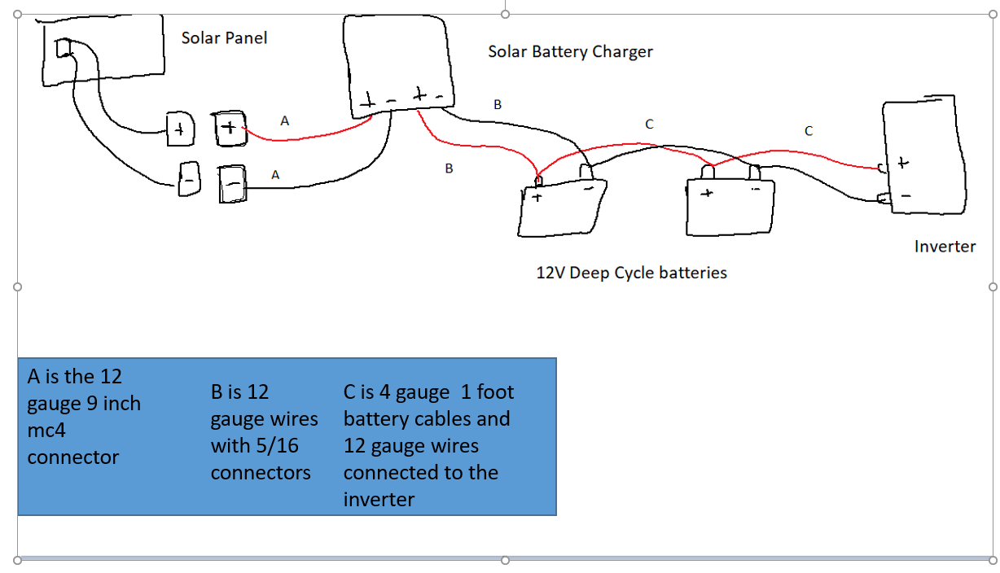 Solar Panel
Solar Battery Charger
+ - + -
B
A
C
C
+ +
+
B
A
- -
+ -
+ -
-
Inverter
12V Deep Cycle batteries
A is the 12
gauge 9 inch
mc4
connector
B is 12
gauge wires
with 5/16
connectors
C is 4 gauge 1 foot
battery cables and
12 gauge wires
connected to the
inverter